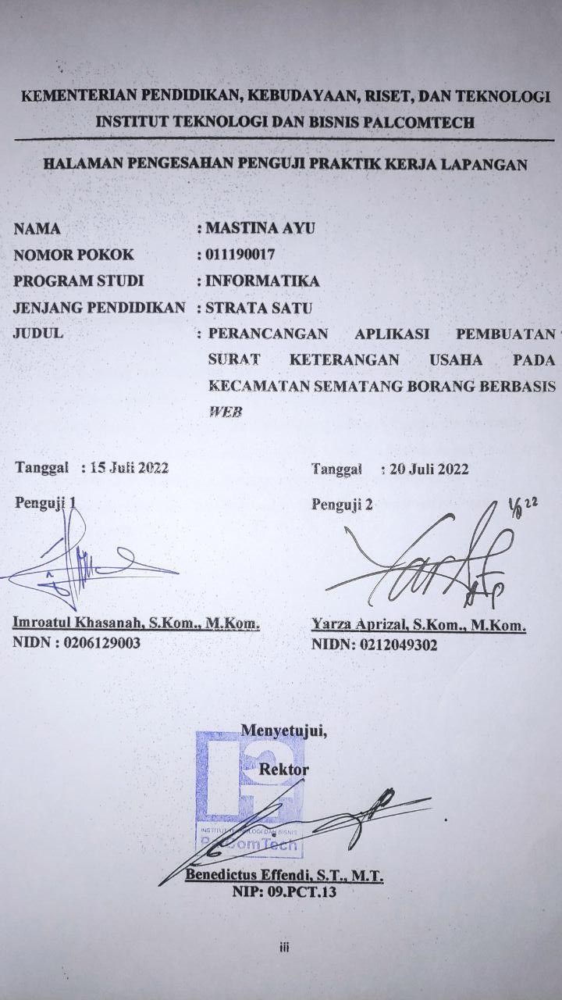 KEMENTERIAN PENDIDIKAN, KEBUDAYAAN, RISET, DAN TEKNOLOGI
INSTITUT TEKNOLOGI DAN BISNIS PALCOMTECH
HALAMAN PENGESAHAN PENGUJI PRAKTIK KERJA LAPANGAN
NAMA : MASTINA AYU
NOMOR POKOK : 011190017
PROGRAM STUDI : INFORMATIKA
JENJANG PENDIDIKAN : STRATA SATU
JUDUL : PERANCANGAN APLIKASI PEMBUATAN
SURAT KETERANGAN USAHA PADA
KECAMATAN SEMATANG BORANG BERBASIS
WEB
Tanggal : 15 Juli 2022 Tanggal : 20 Juli 2022
Penguji 1 Penguji 2
Imroatul Khasanah, S.Kom., M.Kom. Yarza Aprizal, S.Kom., M.Kom.
NIDN : 0206129003 NIDN: 0212049302
Menyetujui,
Rektor
INSTITUT TEKNOLOGI DAN BISNIS
PalComTech
Benedictus Effendi, S.T., M.T.
NIP: 09.PCT.13
iii